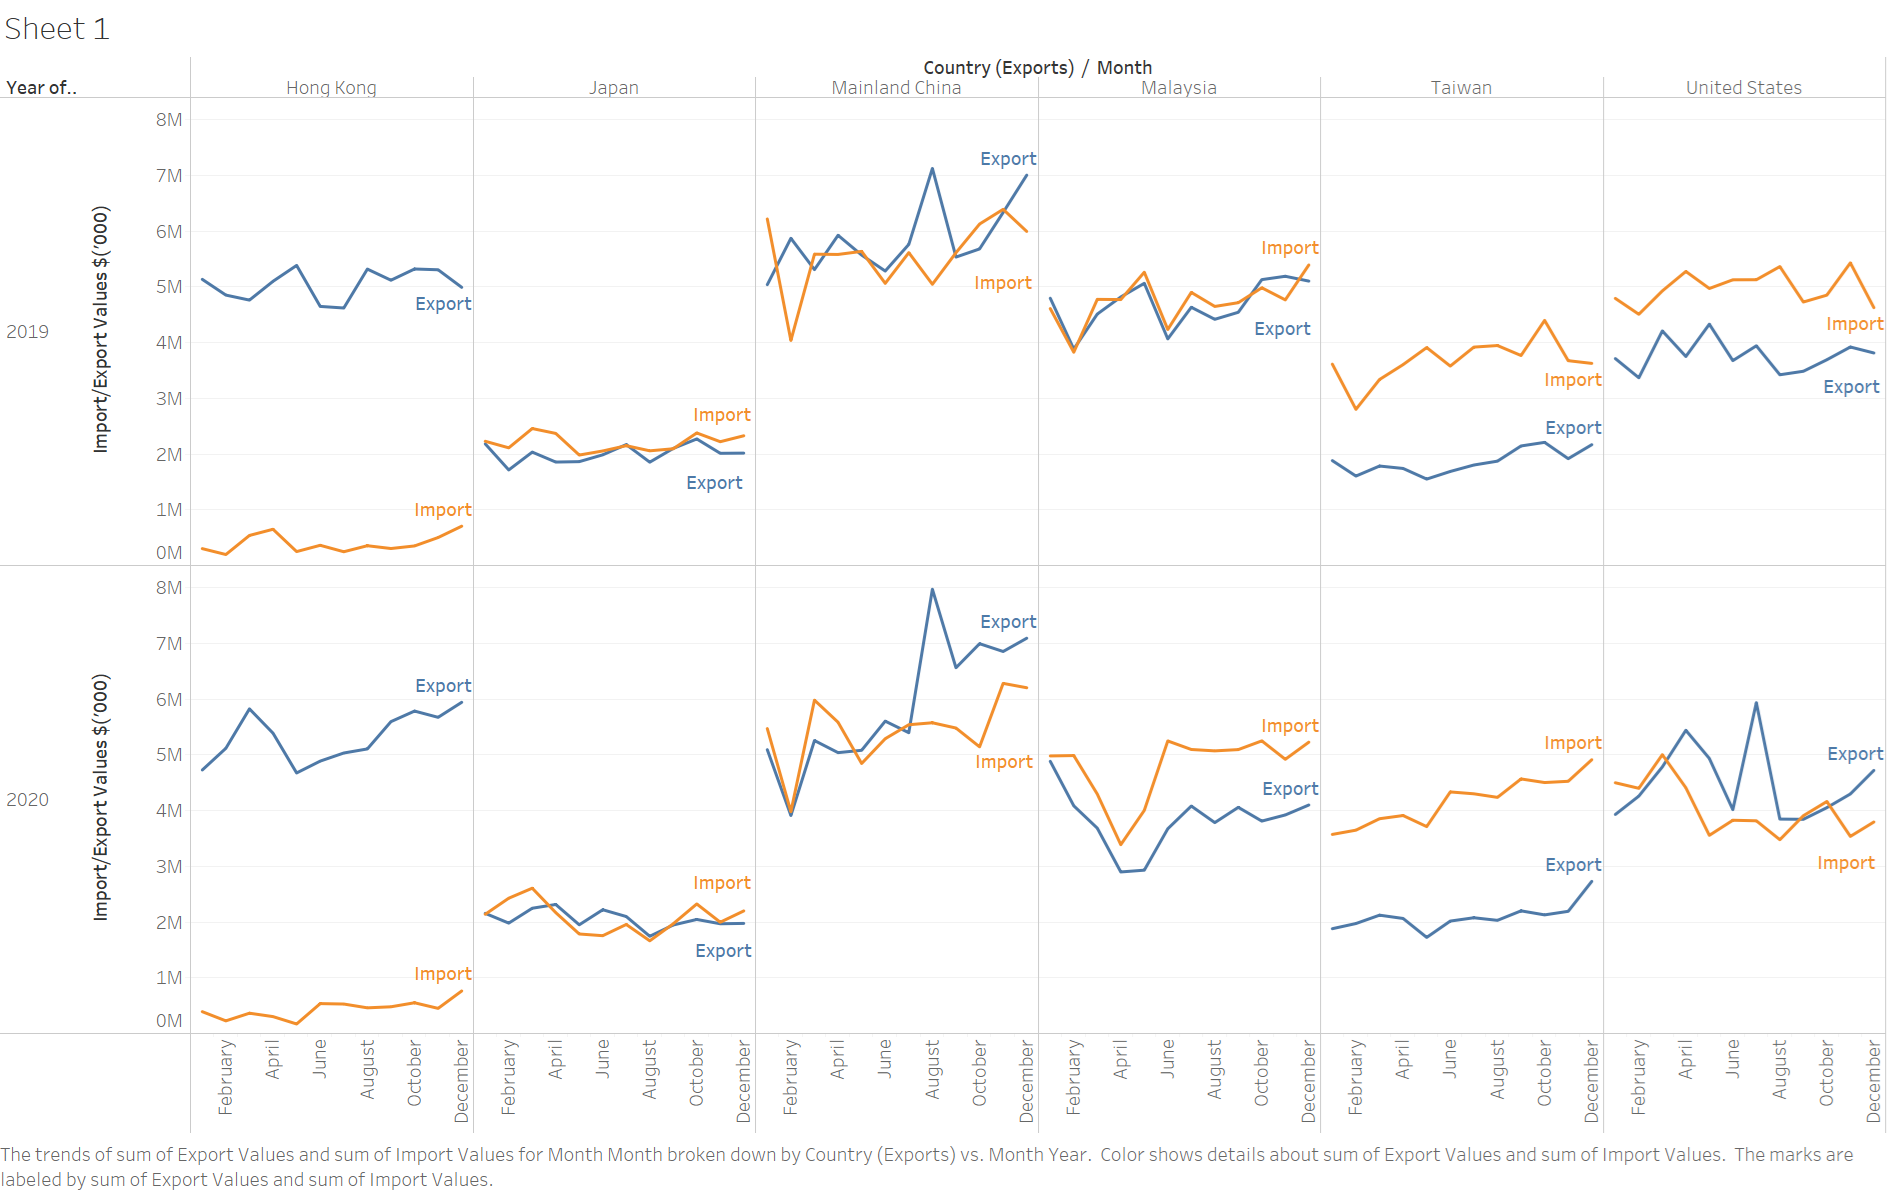 Sheet 1
Country (Exports) / Month
Year of..
Hong Kong
Japan
Mainland China
Malaysia
Taiwan
United States
2019
Import/Export Values $('000)
8M
7M
6M
5M
4M
3M
2M
1M
0M
Export
Import
Import
Export
Export
Import
Import
Export
Import
Export
Import
Export
2020
Import/Export Values $('000)
8M
7M
6M
5M
4M
3M
2M
1M
0M
Export
Import
Import
Export
Export
Import
Import
Export
Import
Export
Export
Import
February
April
June
August
October
December
February
April
June
August
October
December
February
April
June
August
October
December
February
April
June
August
October
December
February
April
June
August
October
December
February
April
June
August
October
December
The trends of sum of Export Values and sum of Import Values for Month Month broken down by Country (Exports) vs. Month Year. Color shows details about sum of Export Values and sum of Import Values. The marks are
labeled by sum of Export Values and sum of Import Values.